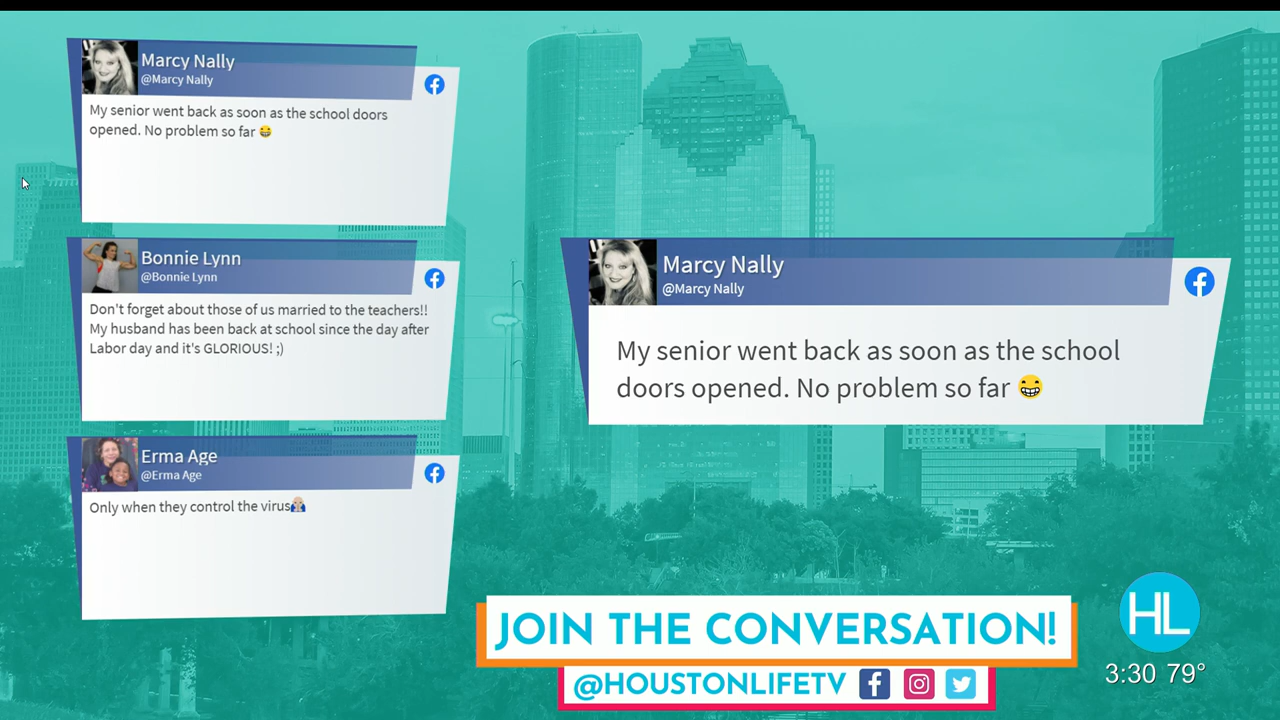 Marcy Nally
@Marcy Nally
My senior went back as soon as the school doors
opened. No problem so far 😁
Bonnie Lynn
@Bonnie Lynn
Don't forget about those of us married to the teachers!!
My husband has been back at school since the day after
Labor day and it's GLORIOUS! ;)
Erma Age
@Erma Age
Only when they control the virus🙏🏼
Marcy Nally
@Marcy Nally
My senior went back as soon as the school
doors opened. No problem so far 😁
JOIN THE CONVERSATION!
@HOUSTONLIFETV
HL
3:30 79°